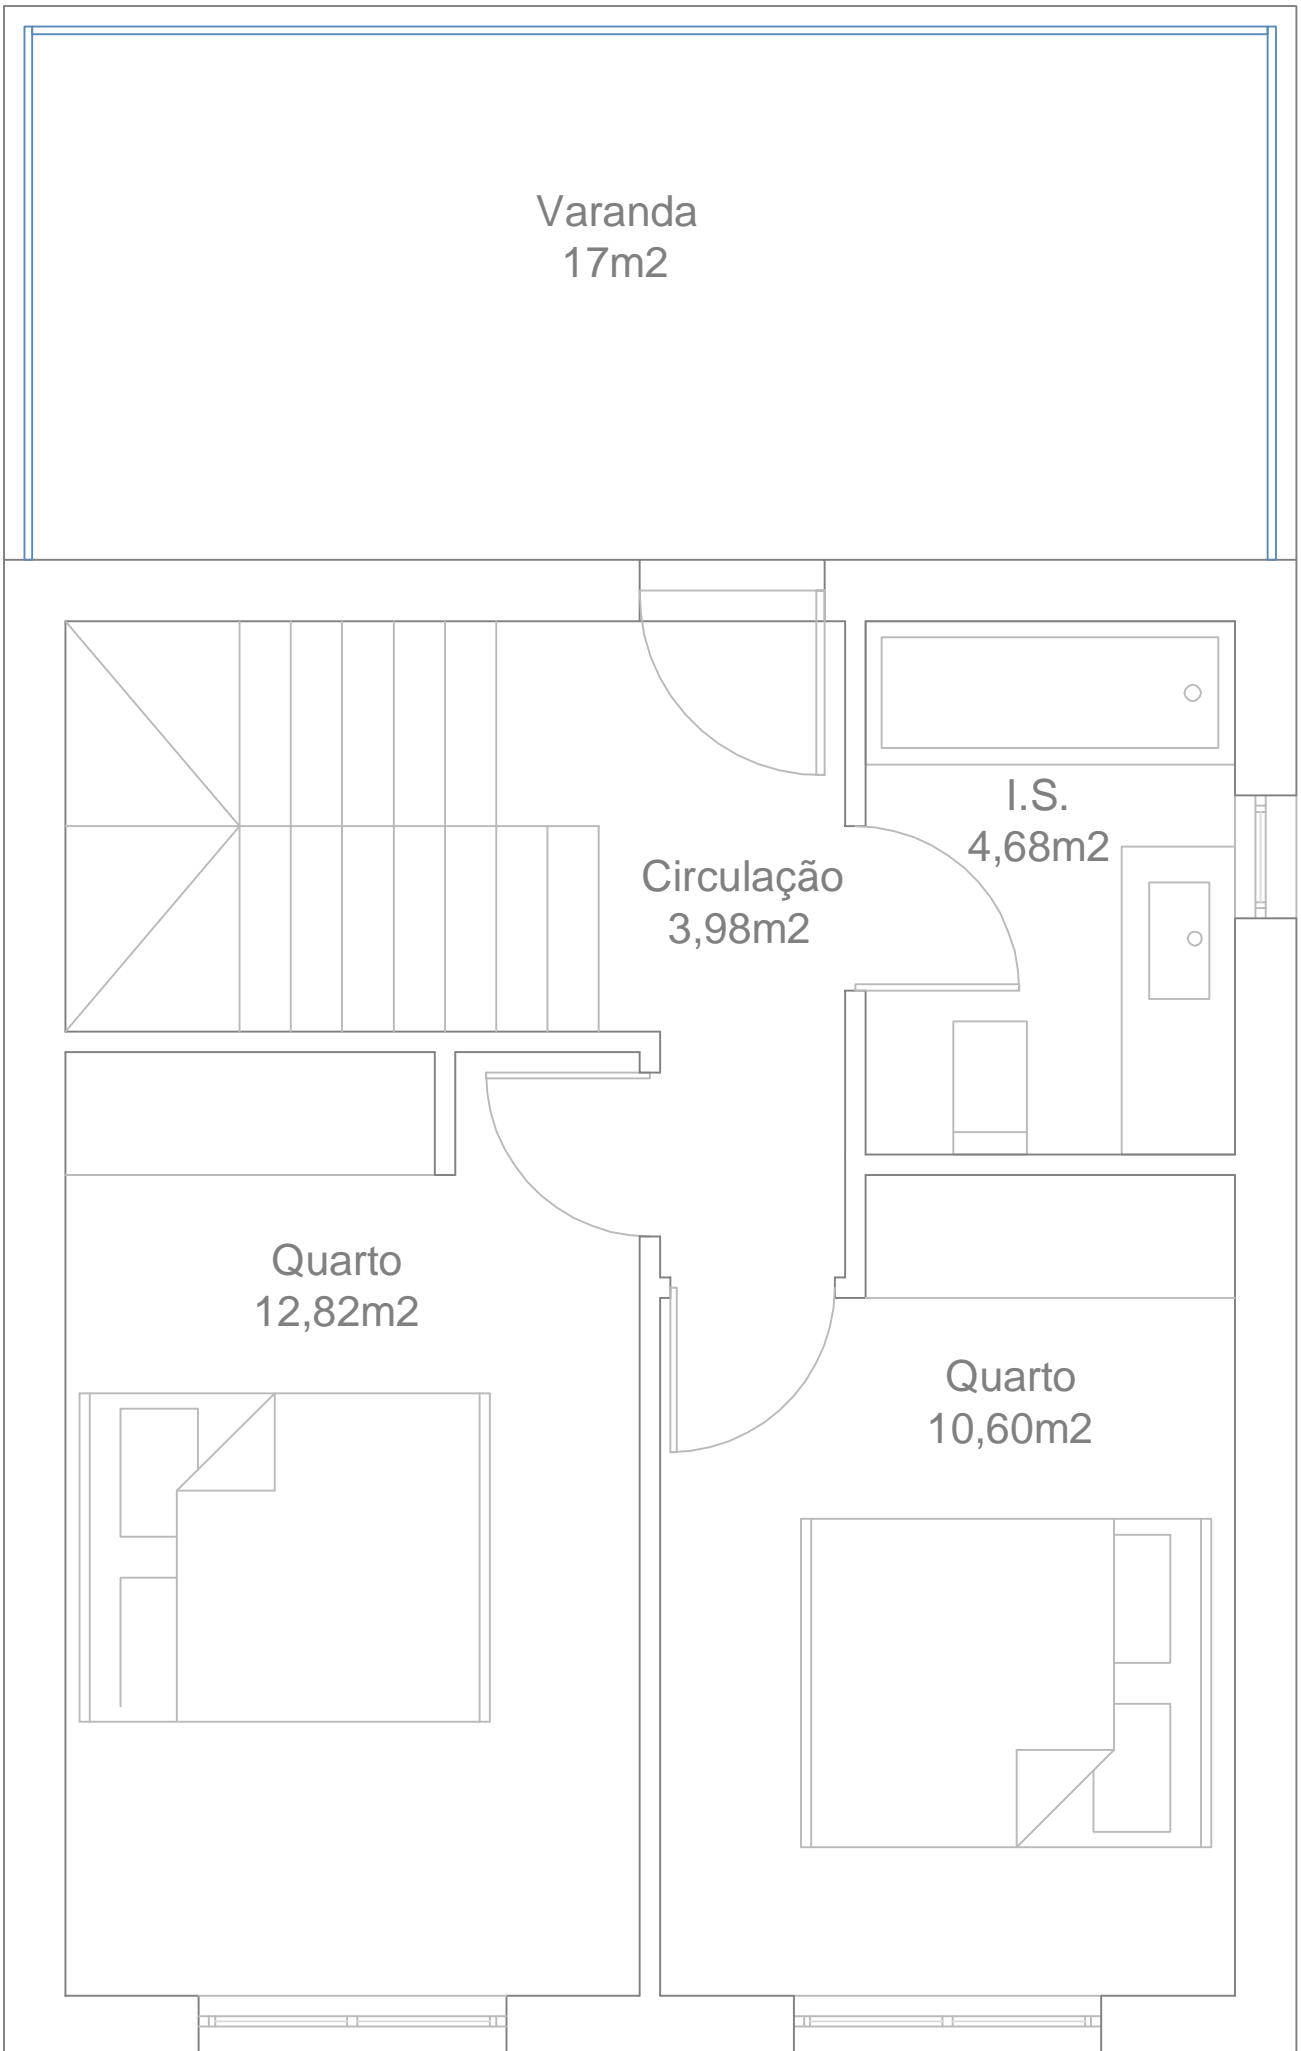 Varanda
17m2
I.S.
4,68m2
Circulação
3,98m2
Quarto
12,82m2
Quarto
10,60m2